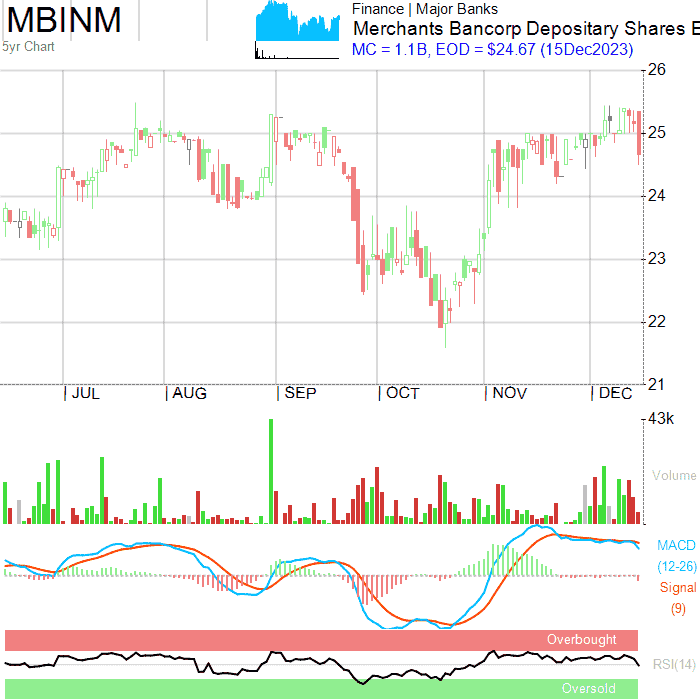 MBINM
5yr Chart
Finance | Major Banks
Merchants Bancorp Depositary Shares E
MC = 1.1B, EOD = $24.67 (15Dec2023)
26
25
24
23
22
21
JUL AUG SEP OCT NOV DEC
43k
Volume
MACD
(12-26)
Signal
(9)
Overbought
RSI(14)
Oversold